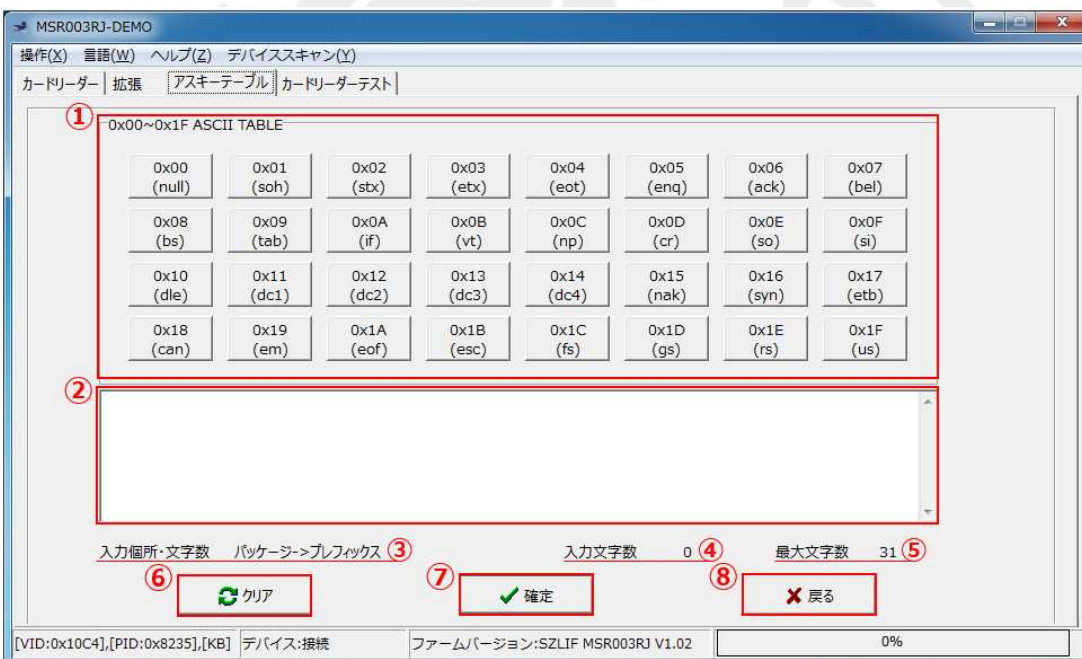 MSR003RJ-DEMO
操作(X) 言語(W) ヘルプ(Z) デバイススキャン(Y)
カードリーダー 拡張 アスキーテーブル カードリーダーテスト
①
0x00~0x1F ASCII TABLE
0x00 0x01 0x02 0x03 0x04 0x05 0x06 0x07
(null) (soh) (stx) (etx) (eot) (enq) (ack) (bel)
0x08 0x09 0x0A 0x0B 0x0C 0x0D 0x0E 0x0F
(bs) (tab) (if) (vt) (np) (cr) (so) (si)
0x10 0x11 0x12 0x13 0x14 0x15 0x16 0x17
(dle) (dc1) (dc2) (dc3) (dc4) (nak) (syn) (etb)
0x18 0x19 0x1A 0x1B 0x1C 0x1D 0x1E 0x1F
(can) (em) (eof) (esc) (fs) (gs) (rs) (us)
②
入力個所・文字数 パッケージ->プレフィックス ③ 入力文字数 0 ④ 最大文字数 31 ⑤
⑥ クリア ⑦ 確定 ⑧ 戻る
[VID:0x10C4],[PID:0x8235],[KB] デバイス:接続 ファームバージョン:SZLIF MSR003RJ V1.02 0%